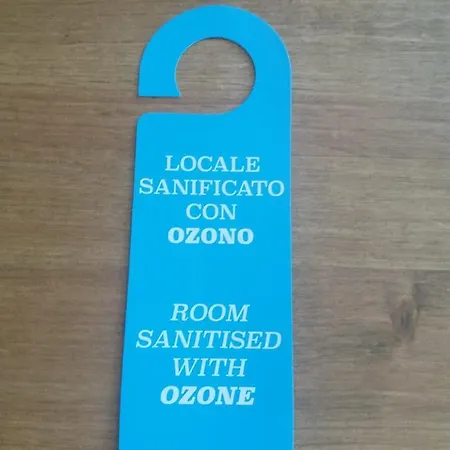 LOCALE
SANIFICATO
CON
OZONO
ROOM
SANITISED
WITH
OZONE